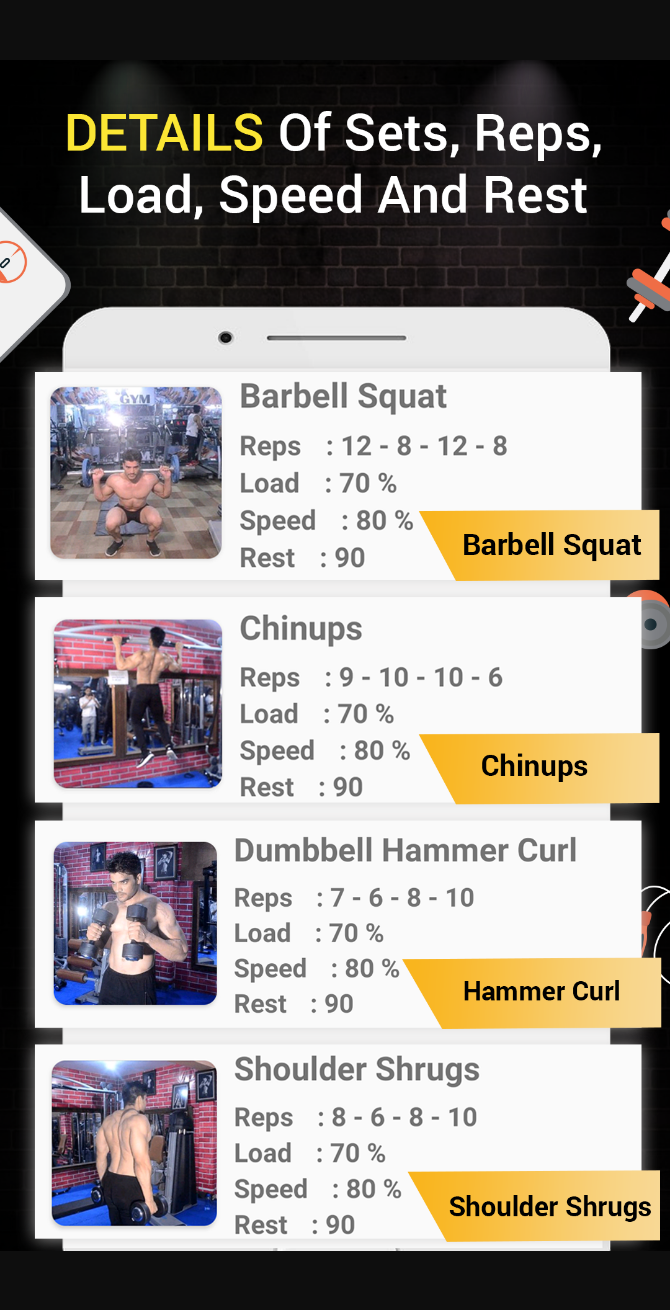 DETAILS Of Sets, Reps,
Load, Speed And Rest
GYM
Barbell Squat
Reps : 12 - 8 - 12 - 8
Load : 70 %
Speed : 80 %
Rest : 90
Barbell Squat
Chinups
Reps : 9 - 10 - 10 - 6
Load : 70 %
Speed : 80 %
Rest : 90
Chinups
Dumbbell Hammer Curl
Reps : 7 - 6 - 8 - 10
Load : 70 %
Speed : 80 %
Rest : 90
Hammer Curl
Shoulder Shrugs
Reps : 8 - 6 - 8 - 10
Load : 70 %
Speed : 80 %
Rest : 90
Shoulder Shrugs